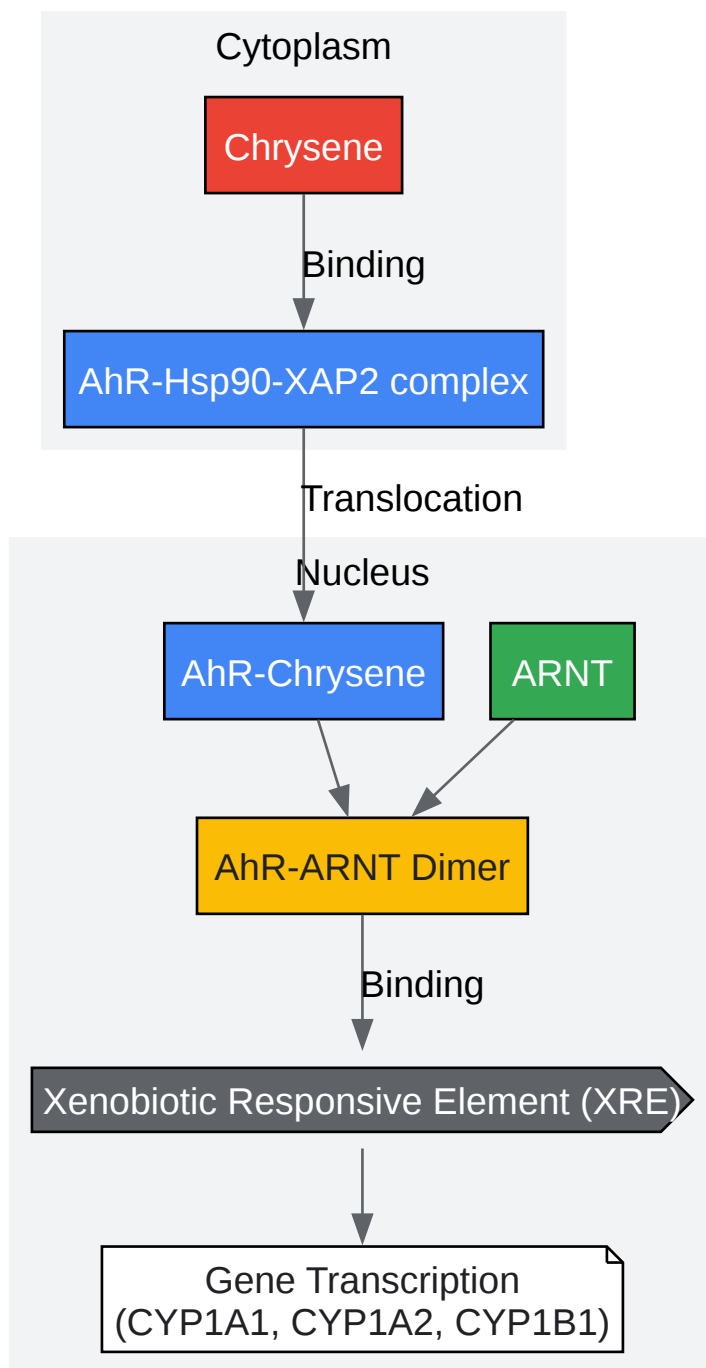 Cytoplasm
Chrysene
Binding
AhR-Hsp90-XAP2 complex
Translocation
Nucleus
AhR-Chrysene
ARNT
AhR-ARNT Dimer
Binding
Xenobiotic Responsive Element (XRE)
Gene Transcription
(CYP1A1, CYP1A2, CYP1B1)